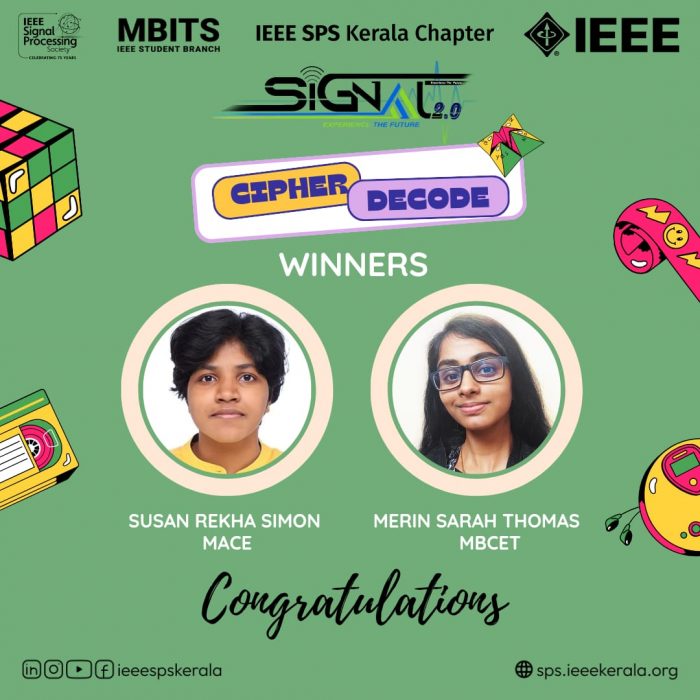 IEEE
Signal
Processing
Society
CELEBRATING 75 YEARS
MBITS
IEEE STUDENT BRANCH
IEEE SPS Kerala Chapter
IEEE
SiGNAL 2.0
EXPERIENCE THE FUTURE
CIPHER
DECODE
WINNERS
SUSAN REKHA SIMON
MACE
MERIN SARAH THOMAS
MBCET
Congratulations
in
f
ieeespskerala
sps.ieeekerala.org